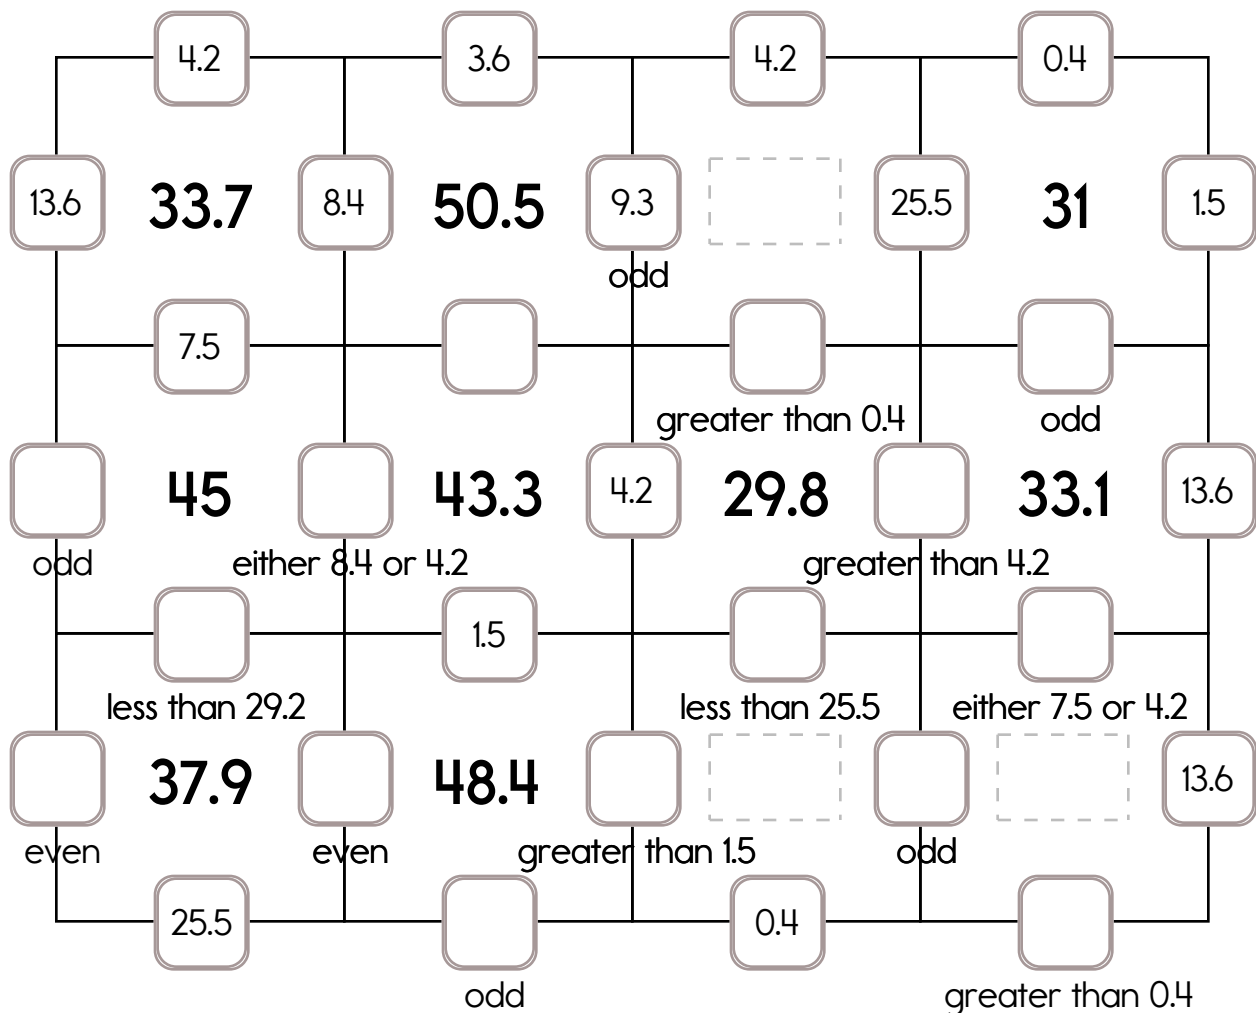 4.2 3.6 4.2 0.4
13.6 33.7 8.4 50.5 9.3 25.5 31 1.5
odd
7.5
greater than 0.4 odd
45 43.3 4.2 29.8 33.1 13.6
odd either 8.4 or 4.2 greater than 4.2
1.5
less than 29.2 less than 25.5 either 7.5 or 4.2
37.9 48.4 13.6
even even greater than 1.5 odd
25.5 0.4
odd greater than 0.4